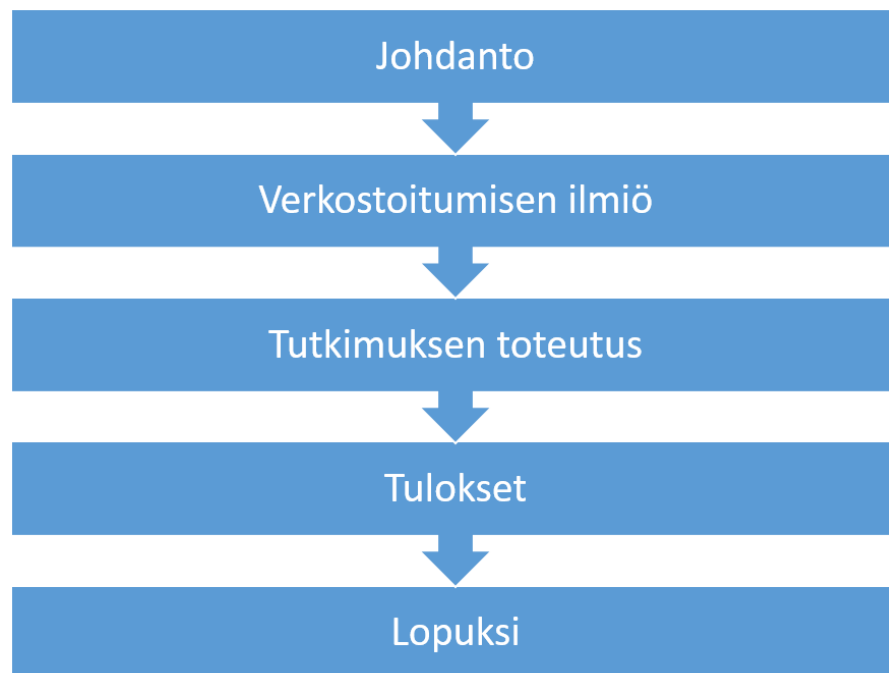 Johdanto
Verkostoitumisen ilmiö
Tutkimuksen toteutus
Tulokset
Lopuksi